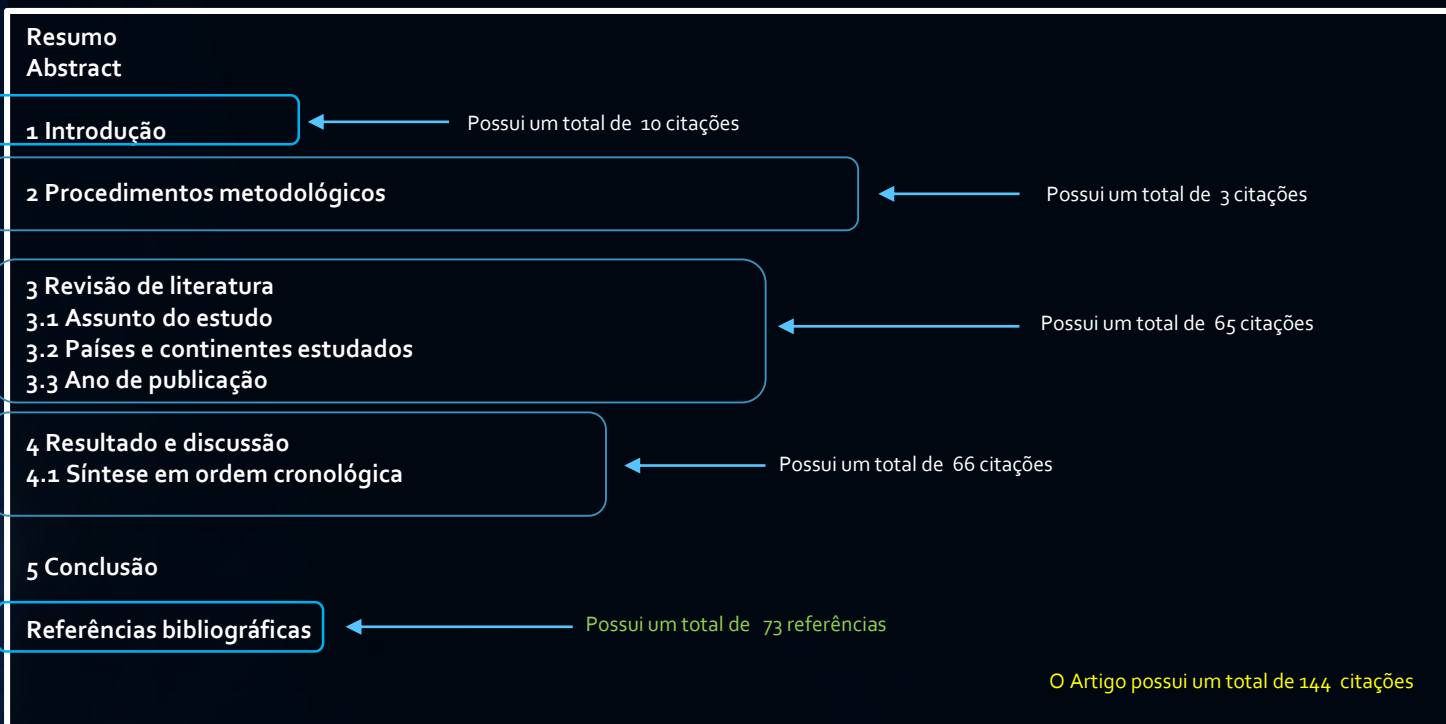 Resumo
Abstract
1 Introdução
Possui um total de 10 citações
2 Procedimentos metodológicos
Possui um total de 3 citações
3 Revisão de literatura
3.1 Assunto do estudo
3.2 Países e continentes estudados
3.3 Ano de publicação
Possui um total de 65 citações
4 Resultado e discussão
4.1 Síntese em ordem cronológica
Possui um total de 66 citações
5 Conclusão
Referências bibliográficas
Possui um total de 73 referências
O Artigo possui um total de 144 citações